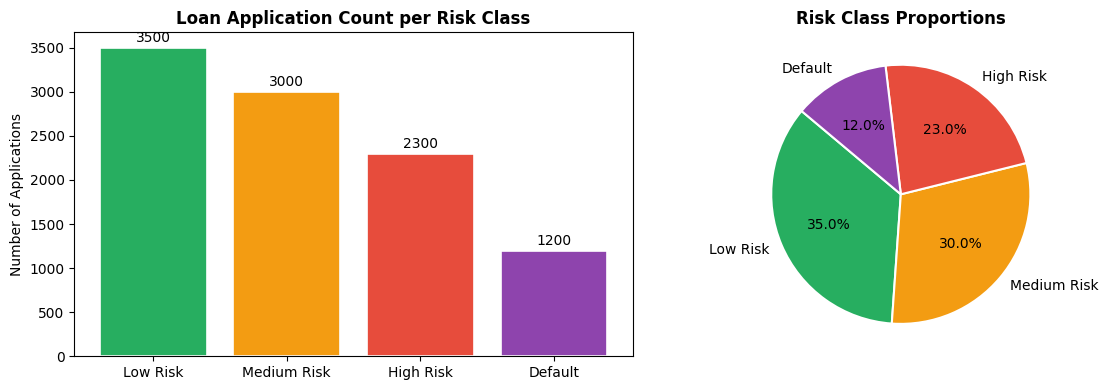 Loan Application Count per Risk Class
Number of Applications
3500
3000
2500
2000
1500
1000
500
0
3500
3000
2300
1200
Low Risk
Medium Risk
High Risk
Default
Risk Class Proportions
Default
High Risk
12.0%
23.0%
35.0%
30.0%
Low Risk
Medium Risk